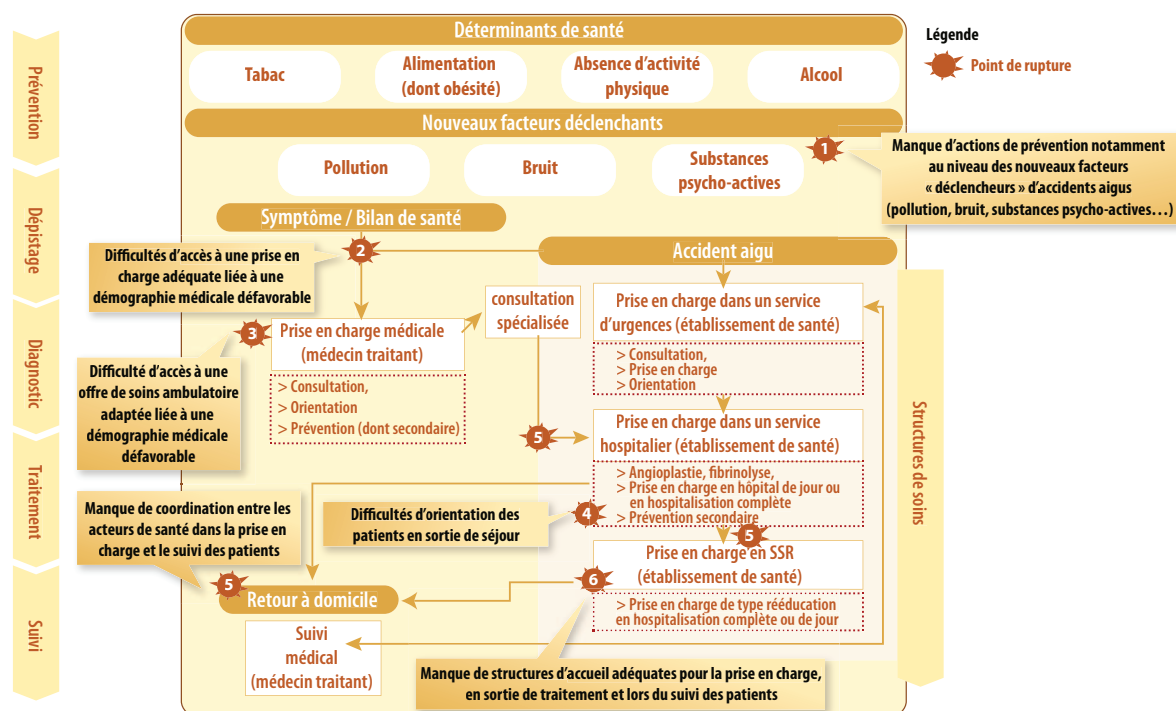 Déterminants de santé
Tabac
Alimentation
(dont obésité)
Absence d'activité
physique
Alcool
Légende
Point de rupture
Nouveaux facteurs déclenchants
Pollution
Bruit
Substances
psycho-actives
1
Manque d'actions de prévention notamment
au niveau des nouveaux facteurs
« déclencheurs » d'accidents aigus
(pollution, bruit, substances psycho-actives…)
Prévention
Dépistage
Diagnostic
Traitement
Suivi
Symptôme / Bilan de santé
2
Difficultés d'accès à une prise en
charge adéquate liée à une
démographie médicale défavorable
Accident aigu
3
Prise en charge médicale
(médecin traitant)
> Consultation,
> Orientation
> Prévention (dont secondaire)
consultation
spécialisée
Prise en charge dans un service
d'urgences (établissement de santé)
> Consultation,
> Prise en charge
> Orientation
Difficulté d'accès à une
offre de soins ambulatoire
adaptée liée à une
démographie médicale
défavorable
5
Prise en charge dans un service
hospitalier (établissement de santé)
> Angioplastie, fibrinolyse,
> Prise en charge en hôpital de jour ou
en hospitalisation complète
> Prévention secondaire
Structures de soins
Manque de coordination entre les
acteurs de santé dans la prise en
charge et le suivi des patients
Difficultés d'orientation des
patients en sortie de séjour
4
5
Prise en charge en SSR
(établissement de santé)
6
> Prise en charge de type rééducation
en hospitalisation complète ou de jour
5
Retour à domicile
Suivi
médical
(médecin traitant)
Manque de structures d'accueil adéquates pour la prise en charge,
en sortie de traitement et lors du suivi des patients